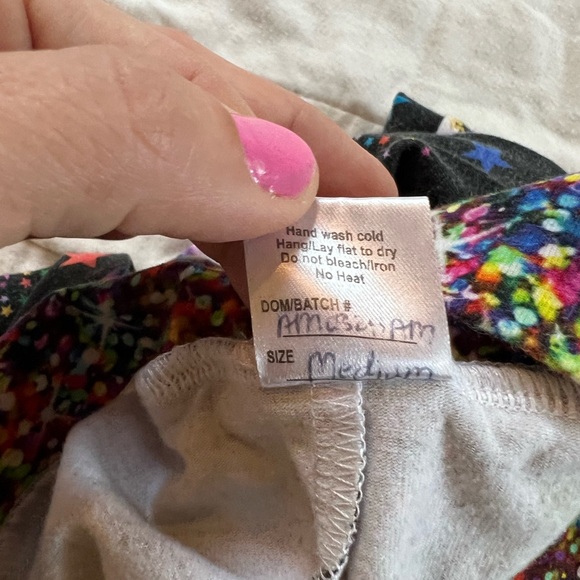 Hand wash cold
Hang/Lay flat to dry
Do not bleach/Iron
No Heat
DOM/BATCH #
SIZE Medium